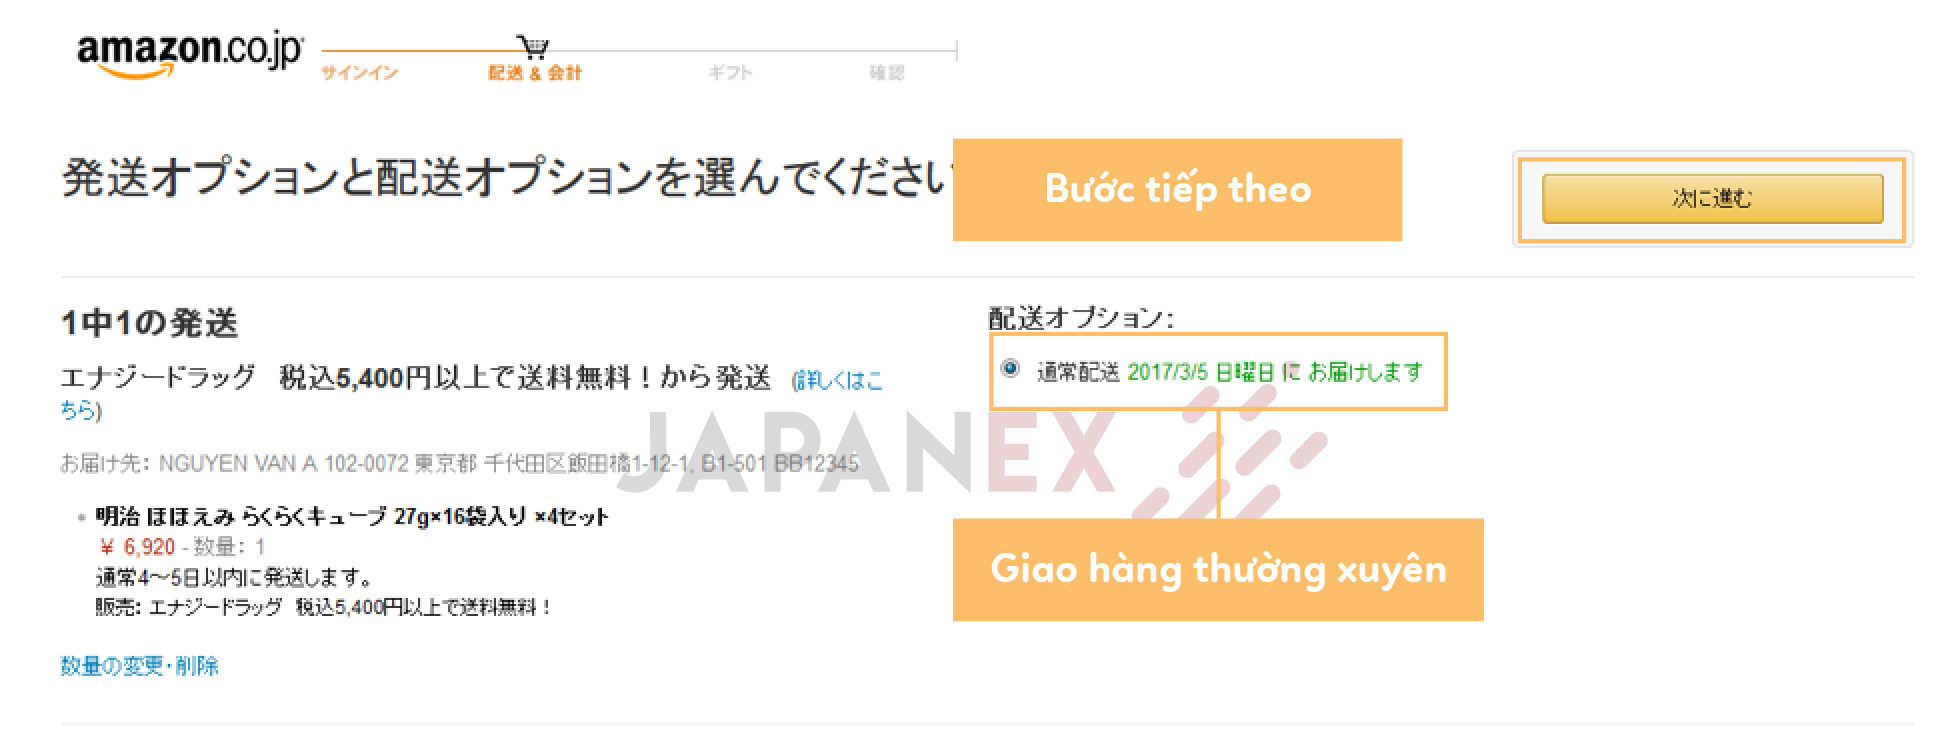 amazon.co.jp
サインイン 配送 & 会計 ギフト 確認
発送オプションと配送オプションを選んでください
Bước tiếp theo
次に進む
1中1の発送
エナジードラッグ 税込5,400円以上で送料無料！から発送 (詳しくはこ
ちら)
お届け先: NGUYEN VAN A 102-0072 東京都 千代田区飯田橋1-12-1, B1-501 BB12345
明治 ほほえみ らくらくキューブ 27g×16袋入り ×4セット
¥ 6,920 - 数量: 1
通常4～5日以内に発送します。
販売: エナジードラッグ 税込5,400円以上で送料無料！
数量の変更・削除
配送オプション:
通常配送 2017/3/5 日曜日 に お届けします
JAPANEX
Giao hàng thường xuyên